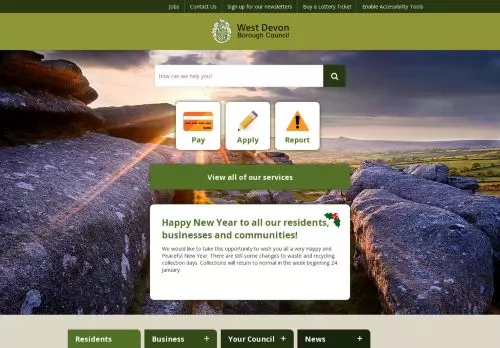 Jobs Contact Us Sign up for our newsletters Buy a Lottery Ticket Enable Accessibility Tools
West Devon
Borough Council
How can we help you?
Pay Apply Report
View all of our services
Happy New Year to all our residents,
businesses and communities!
We would like to take this opportunity to wish you all a very Happy and
Peaceful New Year. There are still some changes to waste and recycling
collection days. Collections will return to normal in the week beginning 24
January.
Residents Business + Your Council + News +